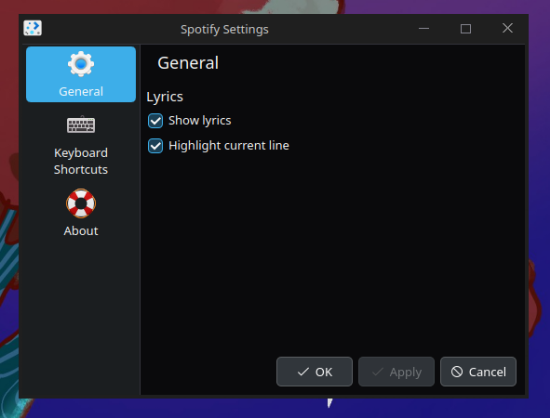 Spotify Settings
General
Keyboard
Shortcuts
About
General
Lyrics
Show lyrics
Highlight current line
OK
Apply
Cancel